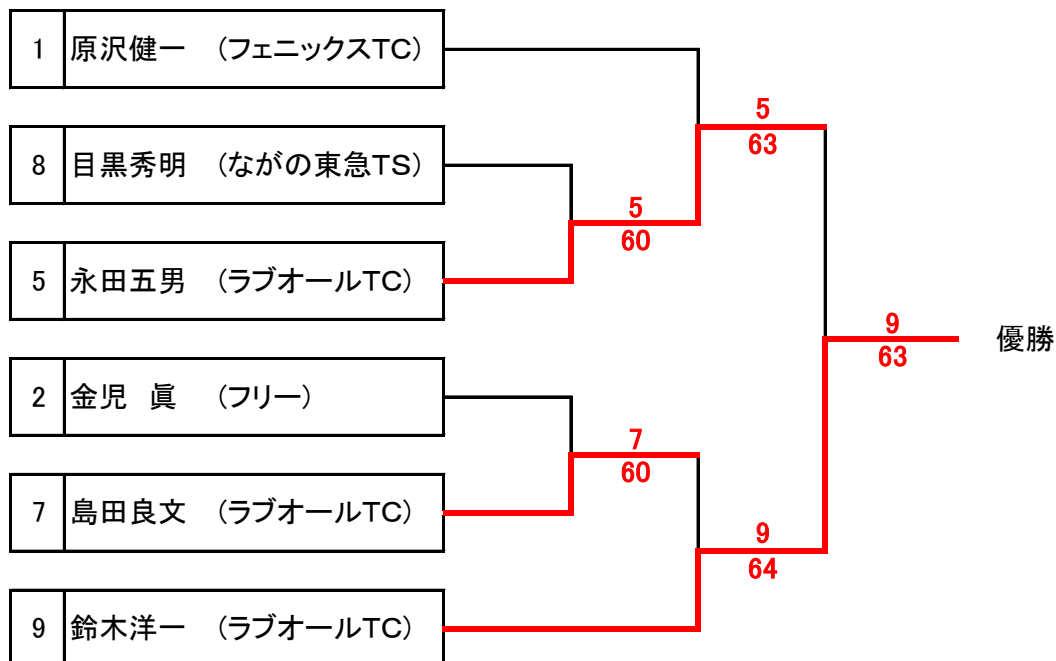 1 原沢健一 (フェニックスTC)
5
63
8 目黒秀明 (ながの東急TS)
5
60
5 永田五男 (ラブオールTC)
9
63
優勝
2 金児 眞 (フリー)
7
60
7 島田良文 (ラブオールTC)
9
64
9 鈴木洋一 (ラブオールTC)